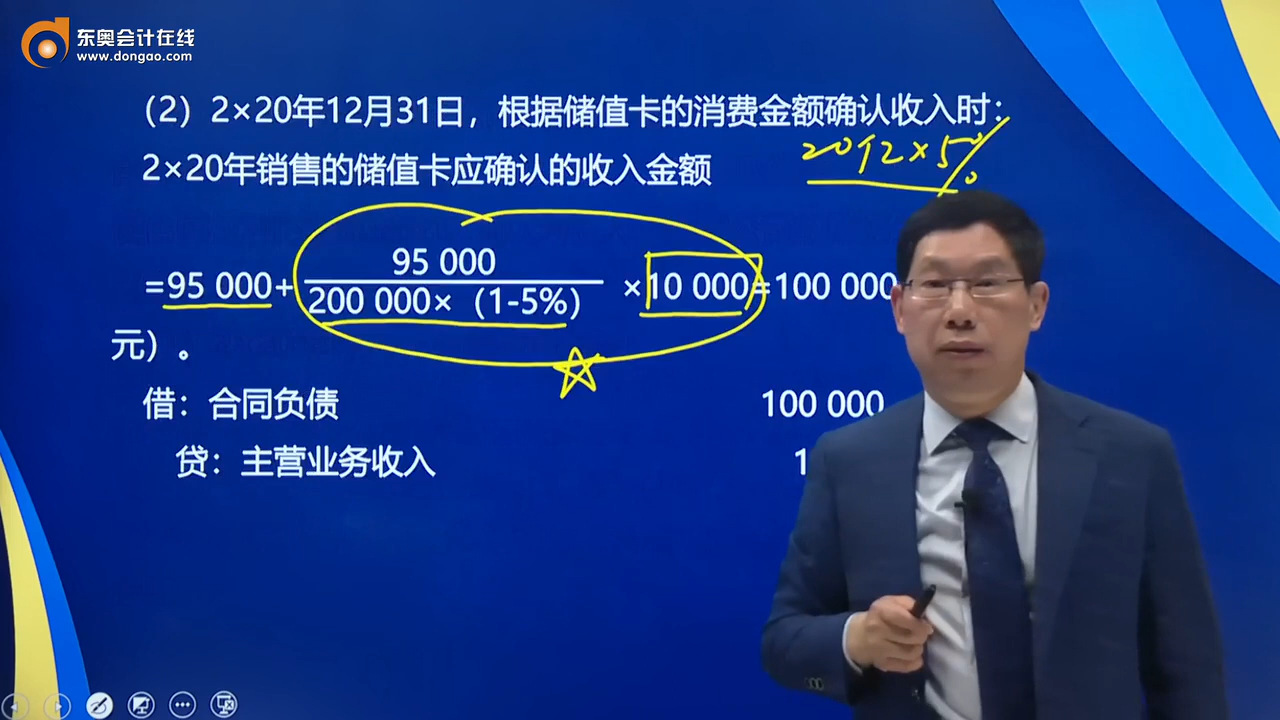 东奥会计在线
www.dongao.com
（2）2×20年12月31日，根据储值卡的消费金额确认收入时：
2×20年销售的储值卡应确认的收入金额
95 000
=95 000+ ×10 000=100 000
200 000×（1-5%）
元）。
借：合同负债 100 000
贷：主营业务收入 1